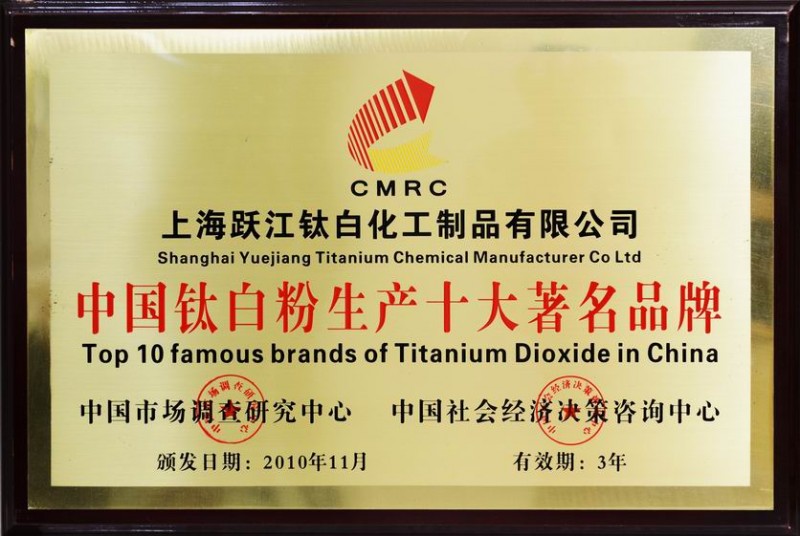 CMRC
上海跃江钛白化工制品有限公司
Shanghai Yuejiang Titanium Chemical Manufacturer Co Ltd
中国钛白粉生产十大著名品牌
Top 10 famous brands of Titanium Dioxide in China
中国市场调查研究中心 中国社会经济决策咨询中心
颁发日期：2010年11月 有效期：3年